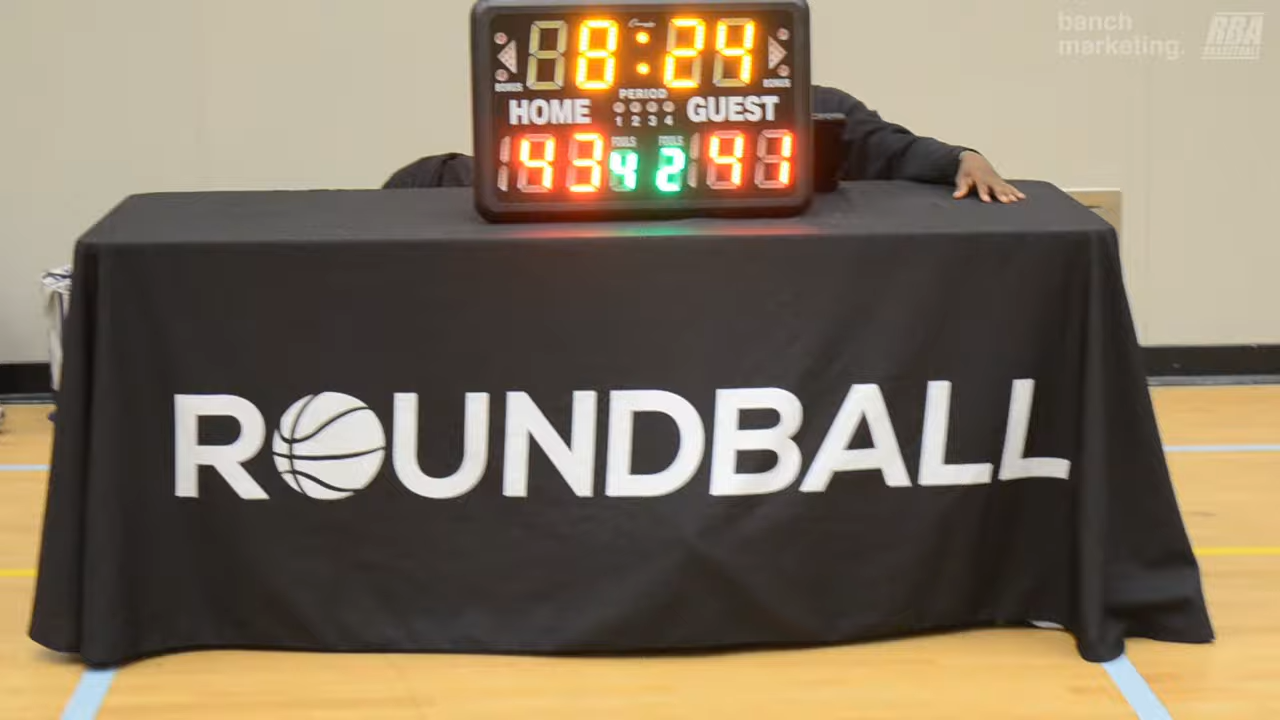 banch
marketing.
RBA
BASKETBALL
8:24
BONUS
BONUS
PERIOD
HOME
GUEST
1 2 3 4
FOULS
FOULS
43
4
2
41
ROUNDBALL